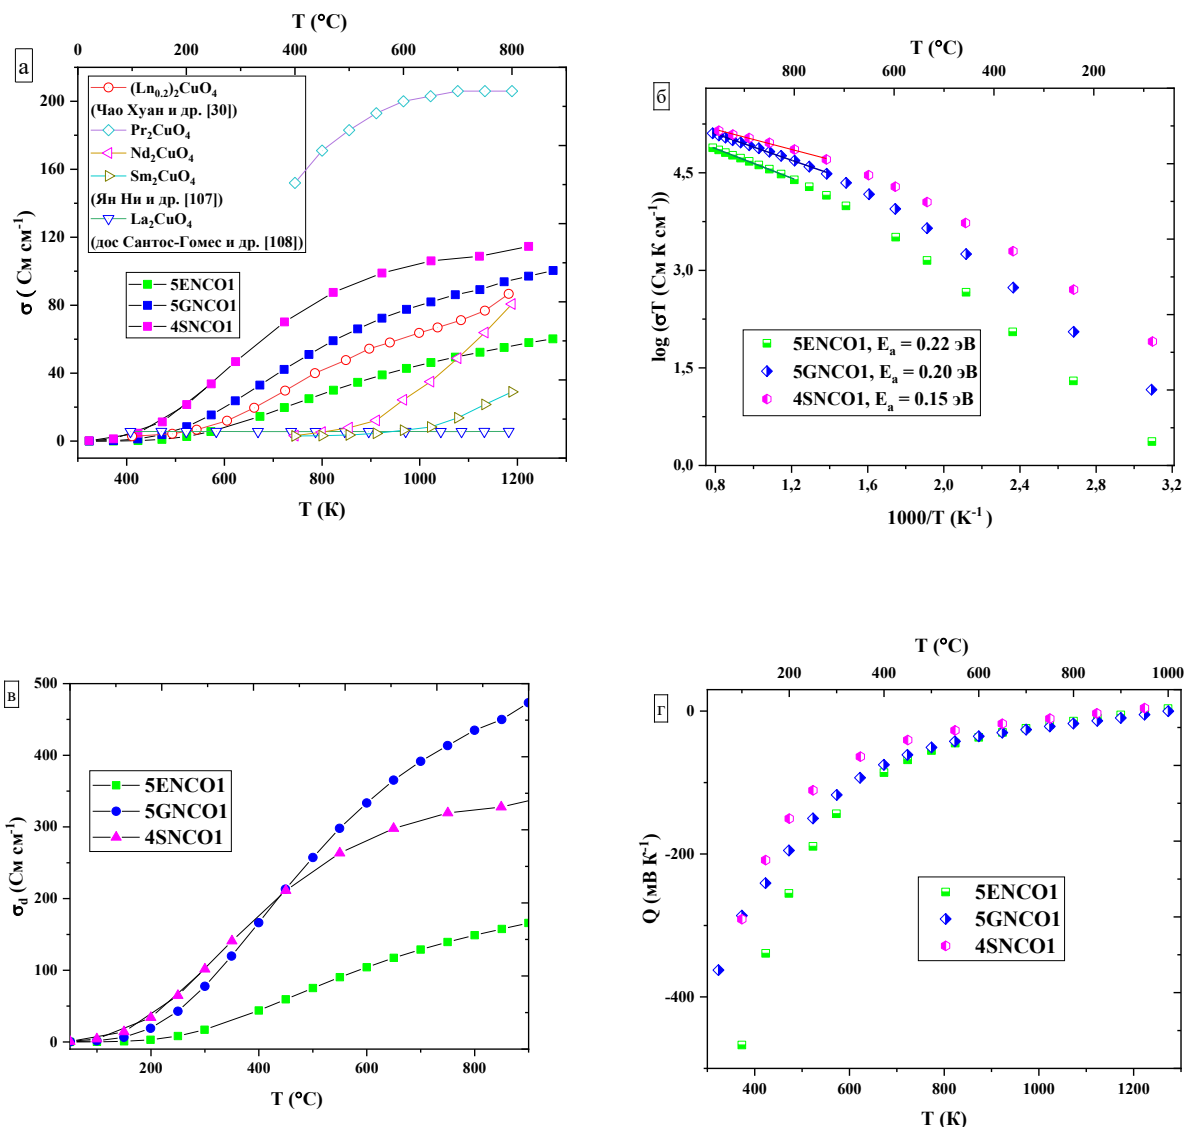 а
T (°C)
0
200
400
600
800
(Ln0.2)2CuO4
(Чао Хуан и др. [30])
Pr2CuO4
Nd2CuO4
Sm2CuO4
(Ян Ни и др. [107])
La2CuO4
(дос Сантос-Гомес и др. [108])
5ENCO1
5GNCO1
4SNCO1
200
160
120
80
40
0
σ ( См см-1)
400
600
800
1000
1200
T (К)
б
T (°C)
800
400
200
4,5
3,0
1,5
0,0
log (σT (См К см-1))
5ENCO1, Ea = 0.22 эВ
5GNCO1, Ea = 0.20 эВ
4SNCO1, Ea = 0.15 эВ
0,8
1,2
1,6
2,0
2,4
2,8
3,2
1000/T (K-1)
в
500
400
300
200
100
0
σd (См см-1)
5ENCO1
5GNCO1
4SNCO1
200
400
600
800
T (°C)
г
T (°C)
200
400
600
800
1000
0
-200
-400
Q (мВ К-1)
5ENCO1
5GNCO1
4SNCO1
400
600
800
1000
1200
T (К)